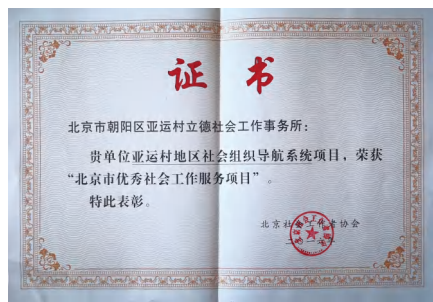 证书
北京市朝阳区亚运村立德社会工作事务所：
贵单位亚运村地区社会组织导航系统项目，荣获
“北京市优秀社会工作服务项目”。
特此表彰。
北京社 工 者协会